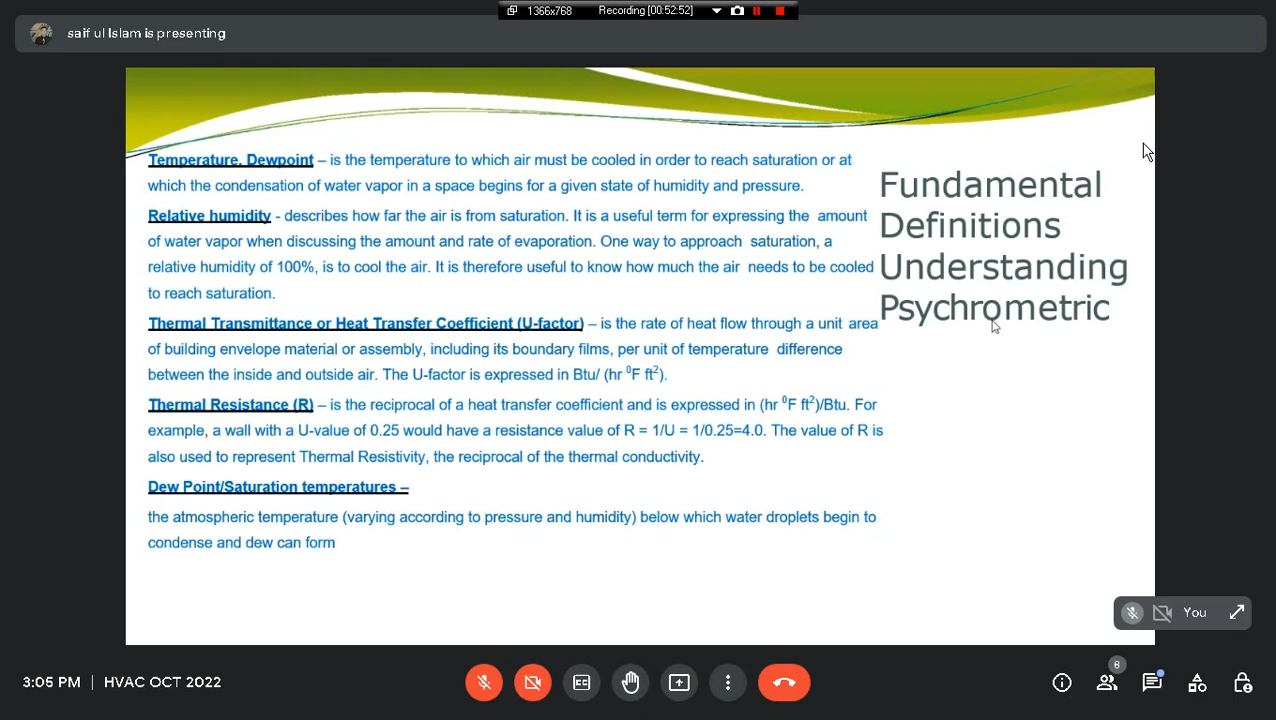 1366x768 Recording [00:52:52]
saif ul Islam is presenting
Temperature, Dewpoint – is the temperature to which air must be cooled in order to reach saturation or at
which the condensation of water vapor in a space begins for a given state of humidity and pressure.
Relative humidity - describes how far the air is from saturation. It is a useful term for expressing the amount
of water vapor when discussing the amount and rate of evaporation. One way to approach saturation, a
relative humidity of 100%, is to cool the air. It is therefore useful to know how much the air needs to be cooled
to reach saturation.
Thermal Transmittance or Heat Transfer Coefficient (U-factor) – is the rate of heat flow through a unit area
of building envelope material or assembly, including its boundary films, per unit of temperature difference
between the inside and outside air. The U-factor is expressed in Btu/ (hr ⁰F ft²).
Thermal Resistance (R) – is the reciprocal of a heat transfer coefficient and is expressed in (hr ⁰F ft²)/Btu. For
example, a wall with a U-value of 0.25 would have a resistance value of R = 1/U = 1/0.25=4.0. The value of R is
also used to represent Thermal Resistivity, the reciprocal of the thermal conductivity.
Dew Point/Saturation temperatures –
the atmospheric temperature (varying according to pressure and humidity) below which water droplets begin to
condense and dew can form
Fundamental
Definitions
Understanding
Psychrometric
You
3:05 PM | HVAC OCT 2022
CC
6